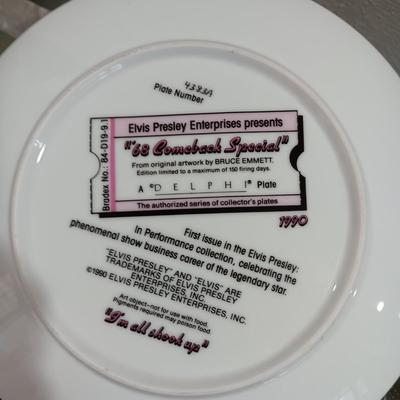 4383A
Plate Number
Bradex No.: 84-D19-9.1
Elvis Presley Enterprises presents
"'68 Comeback Special"
From original artwork by BRUCE EMMETT.
Edition limited to a maximum of 150 firing days.
A ©DELPHI Plate
The authorized series of collector's plates
1990
First issue in the Elvis Presley:
In Performance collection, celebrating the
phenomenal show business career of the legendary star.
"ELVIS PRESLEY" AND "ELVIS" ARE
TRADEMARKS OF ELVIS PRESLEY
ENTERPRISES, INC.
©1990 ELVIS PRESLEY ENTERPRISES, INC.
Art object-not for use with food.
Pigments required may poison food.
"I'm all shook up"